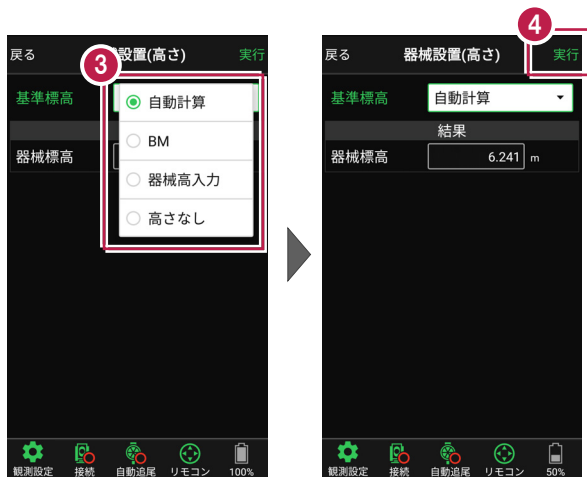 3
戻る 設置(高さ) 実行
基準標高
自動計算
BM
器械標高
器械高入力
高さなし
観測設定 接続 自動追尾 リモコン 100%
4
戻る 器械設置(高さ) 実行
基準標高 自動計算
結果
器械標高 6.241 m
観測設定 接続 自動追尾 リモコン 50%